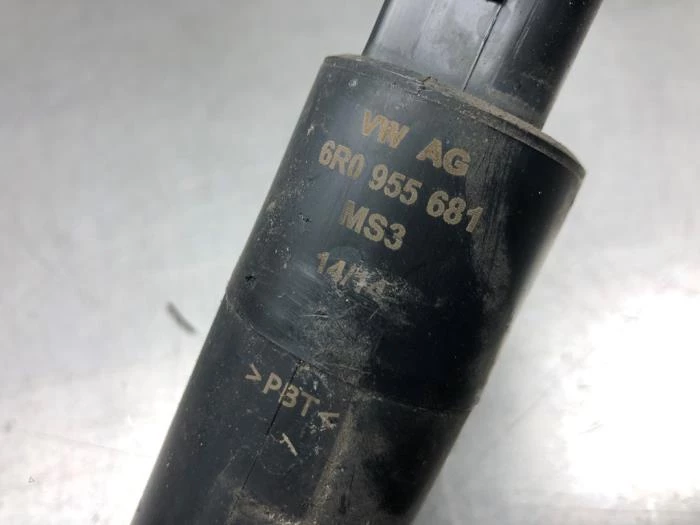 VW AG
6R0 955 681
MS3
14/14
>PBT<